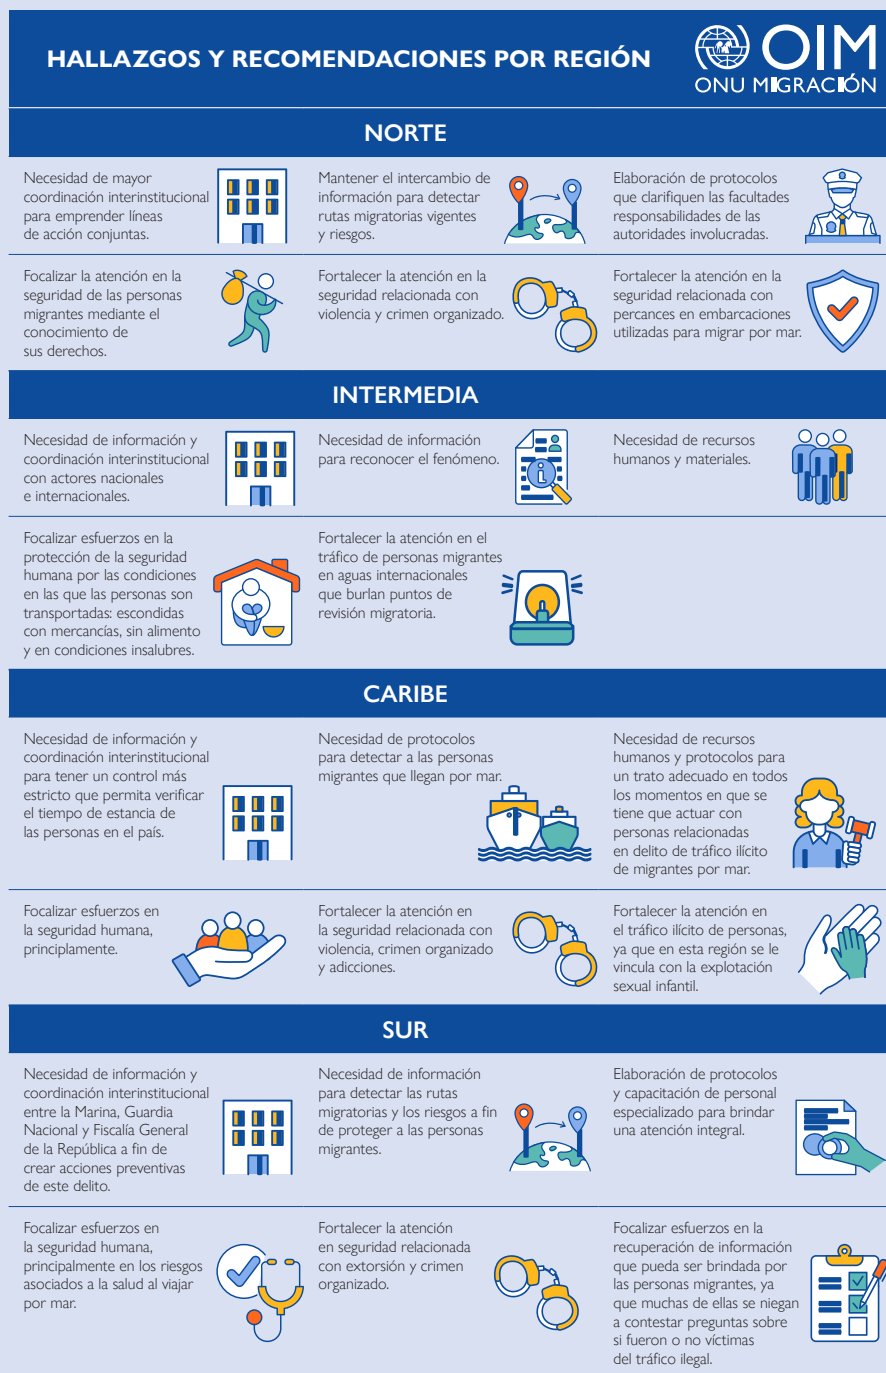 HALLAZGOS Y RECOMENDACIONES POR REGIÓN
OIM
ONU MIGRACIÓN
NORTE
Necesidad de mayor
coordinación interinstitucional
para emprender líneas
de acción conjuntas.
Mantener el intercambio de
información para detectar
rutas migratorias vigentes
y riesgos.
Elaboración de protocolos
que clarifiquen las facultades
responsabilidades de las
autoridades involucradas.
Focalizar la atención en la
seguridad de las personas
migrantes mediante el
conocimiento de
sus derechos.
Fortalecer la atención en la
seguridad relacionada con
violencia y crimen organizado.
Fortalecer la atención en la
seguridad relacionada con
percances en embarcaciones
utilizadas para migrar por mar.
INTERMEDIA
Necesidad de información y
coordinación interinstitucional
con actores nacionales
e internacionales.
Necesidad de información
para reconocer el fenómeno.
Necesidad de recursos
humanos y materiales.
Focalizar esfuerzos en la
protección de la seguridad
humana por las condiciones
en las que las personas son
transportadas: escondidas
con mercancías, sin alimento
y en condiciones insalubres.
Fortalecer la atención en el
tráfico de personas migrantes
en aguas internacionales
que burlan puntos de
revisión migratoria.
CARIBE
Necesidad de información y
coordinación interinstitucional
para tener un control más
estricto que permita verificar
el tiempo de estancia de
las personas en el país.
Necesidad de protocolos
para detectar a las personas
migrantes que llegan por mar.
Necesidad de recursos
humanos y protocolos para
un trato adecuado en todos
los momentos en que se
tiene que actuar con
personas relacionadas
en delito de tráfico ilícito
de migrantes por mar.
Focalizar esfuerzos en
la seguridad humana,
principlamente.
Fortalecer la atención en
la seguridad relacionada con
violencia, crimen organizado
y adicciones.
Fortalecer la atención en
el tráfico ilícito de personas,
ya que en esta región se le
vincula con la explotación
sexual infantil.
SUR
Necesidad de información y
coordinación interinstitucional
entre la Marina, Guardia
Nacional y Fiscalía General
de la República a fin de
crear acciones preventivas
de este delito.
Necesidad de información
para detectar las rutas
migratorias y los riesgos a fin
de proteger a las personas
migrantes.
Elaboración de protocolos
y capacitación de personal
especializado para brindar
una atención integral.
Focalizar esfuerzos en
la seguridad humana,
principalmente en los riesgos
asociados a la salud al viajar
por mar.
Fortalecer la atención
en seguridad relacionada
con extorsión y crimen
organizado.
Focalizar esfuerzos en la
recuperación de información
que pueda ser brindada por
las personas migrantes, ya
que muchas de ellas se niegan
a contestar preguntas sobre
si fueron o no víctimas
del tráfico ilegal.